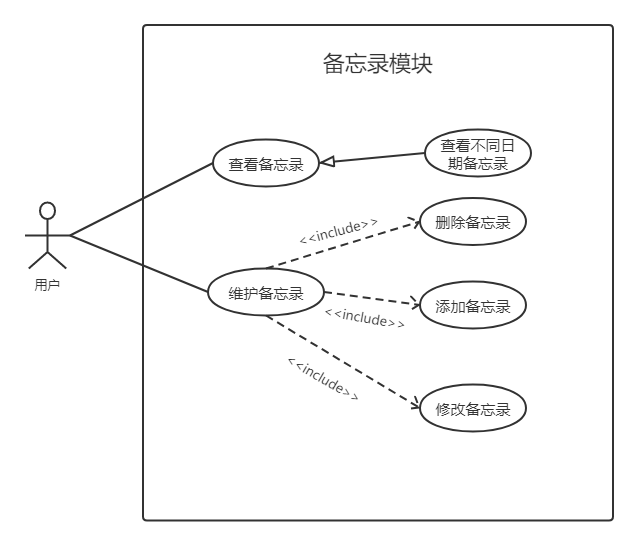 备忘录模块
查看备忘录
查看不同日
期备忘录
删除备忘录
<<include>>
用户
维护备忘录
添加备忘录
<<include>>
<<include>>
修改备忘录